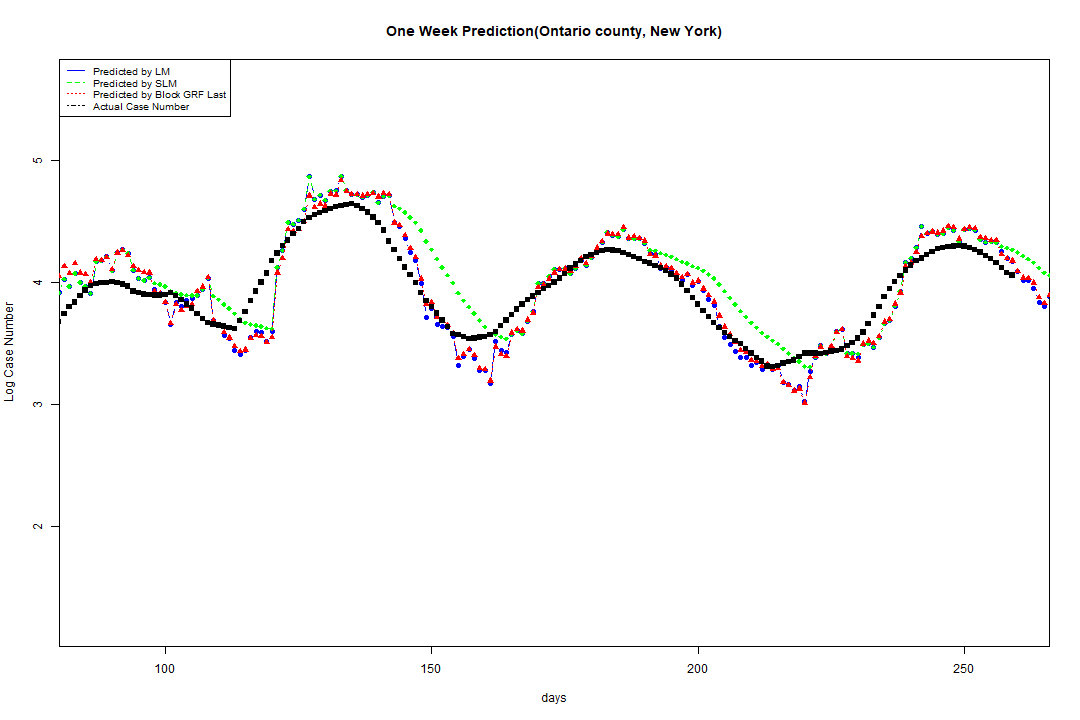 One Week Prediction(Ontario county, New York)
Predicted by LM
Predicted by SLM
Predicted by Block GRF Last
Actual Case Number
5
4
3
2
Log Case Number
100 150 200 250
days